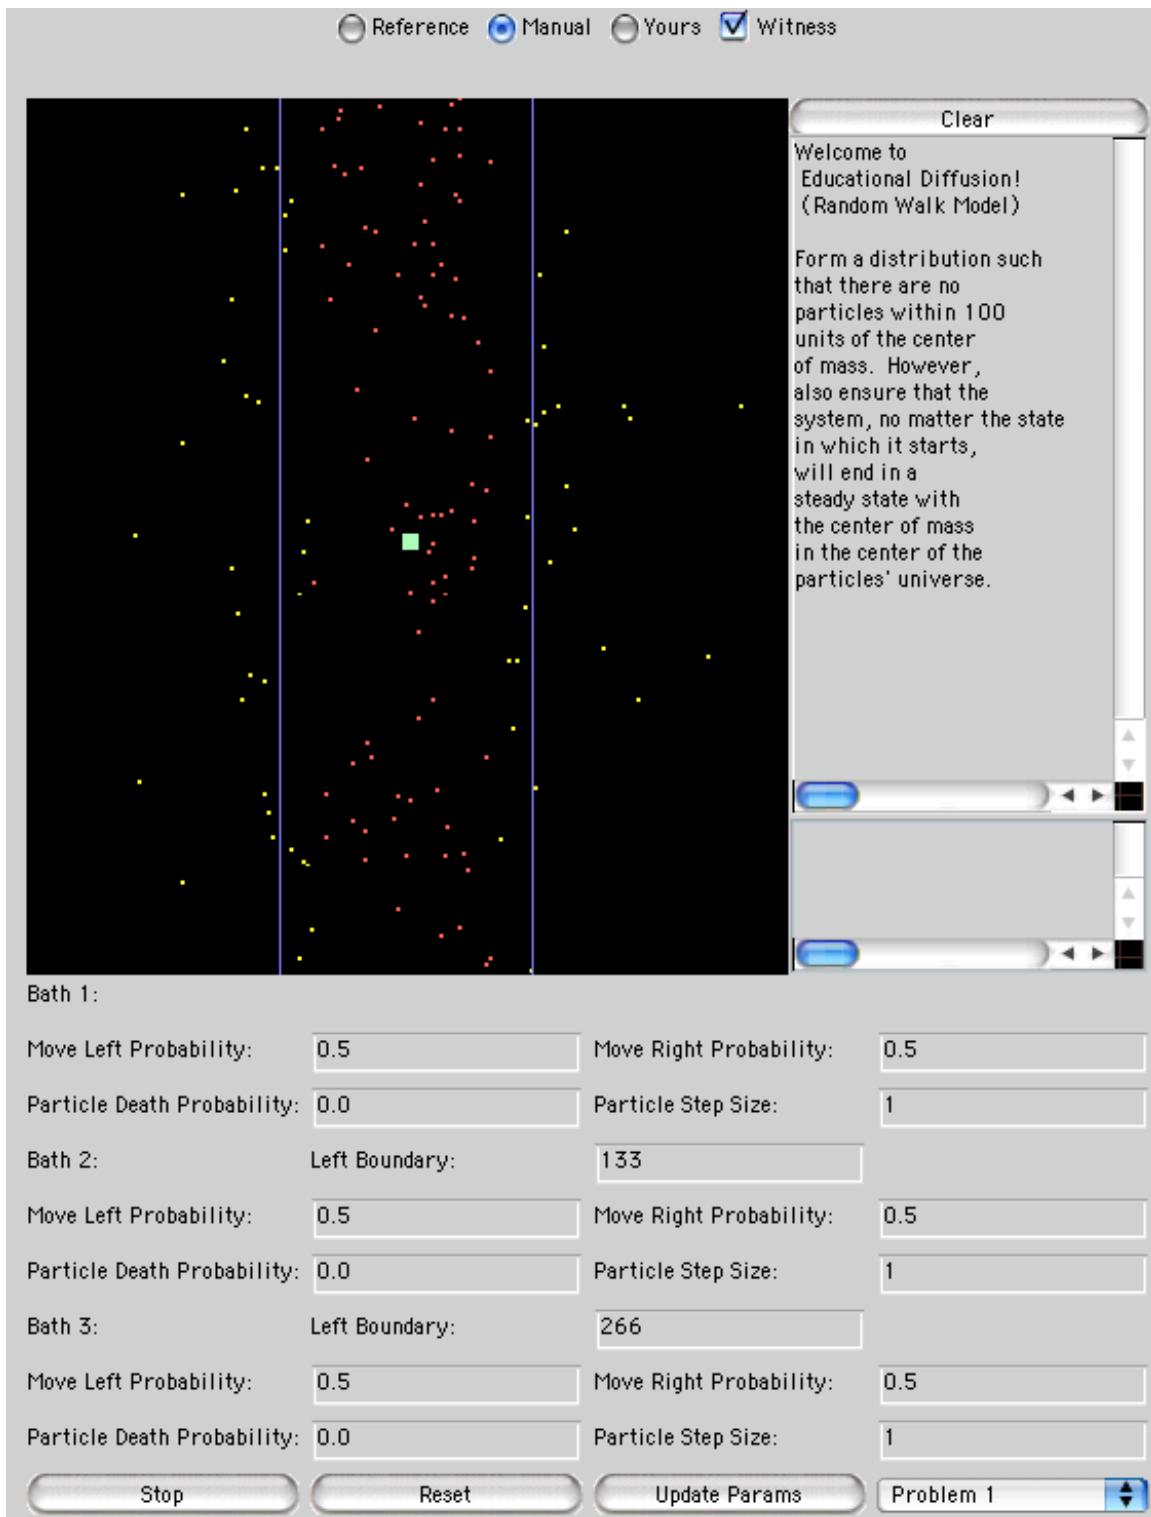 Reference Manual Yours Witness
Clear
Welcome to
Educational Diffusion!
(Random Walk Model)
Form a distribution such
that there are no
particles within 100
units of the center
of mass. However,
also ensure that the
system, no matter the state
in which it starts,
will end in a
steady state with
the center of mass
in the center of the
particles' universe.
Bath 1:
Move Left Probability: 0.5 Move Right Probability: 0.5
Particle Death Probability: 0.0 Particle Step Size: 1
Bath 2: Left Boundary: 133
Move Left Probability: 0.5 Move Right Probability: 0.5
Particle Death Probability: 0.0 Particle Step Size: 1
Bath 3: Left Boundary: 266
Move Left Probability: 0.5 Move Right Probability: 0.5
Particle Death Probability: 0.0 Particle Step Size: 1
Stop Reset Update Params Problem 1